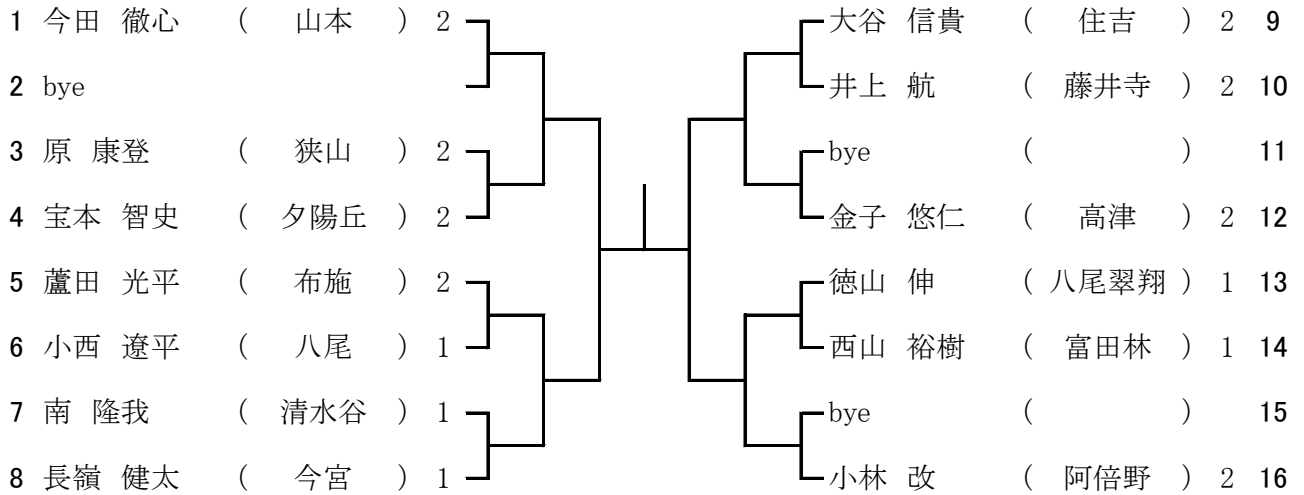 1 今田 徹心 ( 山本 ) 2
2 bye
3 原 康登 ( 狭山 ) 2
4 宝本 智史 ( 夕陽丘 ) 2
5 蘆田 光平 ( 布施 ) 2
6 小西 遼平 ( 八尾 ) 1
7 南 隆我 ( 清水谷 ) 1
8 長嶺 健太 ( 今宮 ) 1
大谷 信貴 ( 住吉 ) 2 9
井上 航 ( 藤井寺 ) 2 10
bye ( ) 11
金子 悠仁 ( 高津 ) 2 12
徳山 伸 ( 八尾翠翔 ) 1 13
西山 裕樹 ( 富田林 ) 1 14
bye ( ) 15
小林 改 ( 阿倍野 ) 2 16